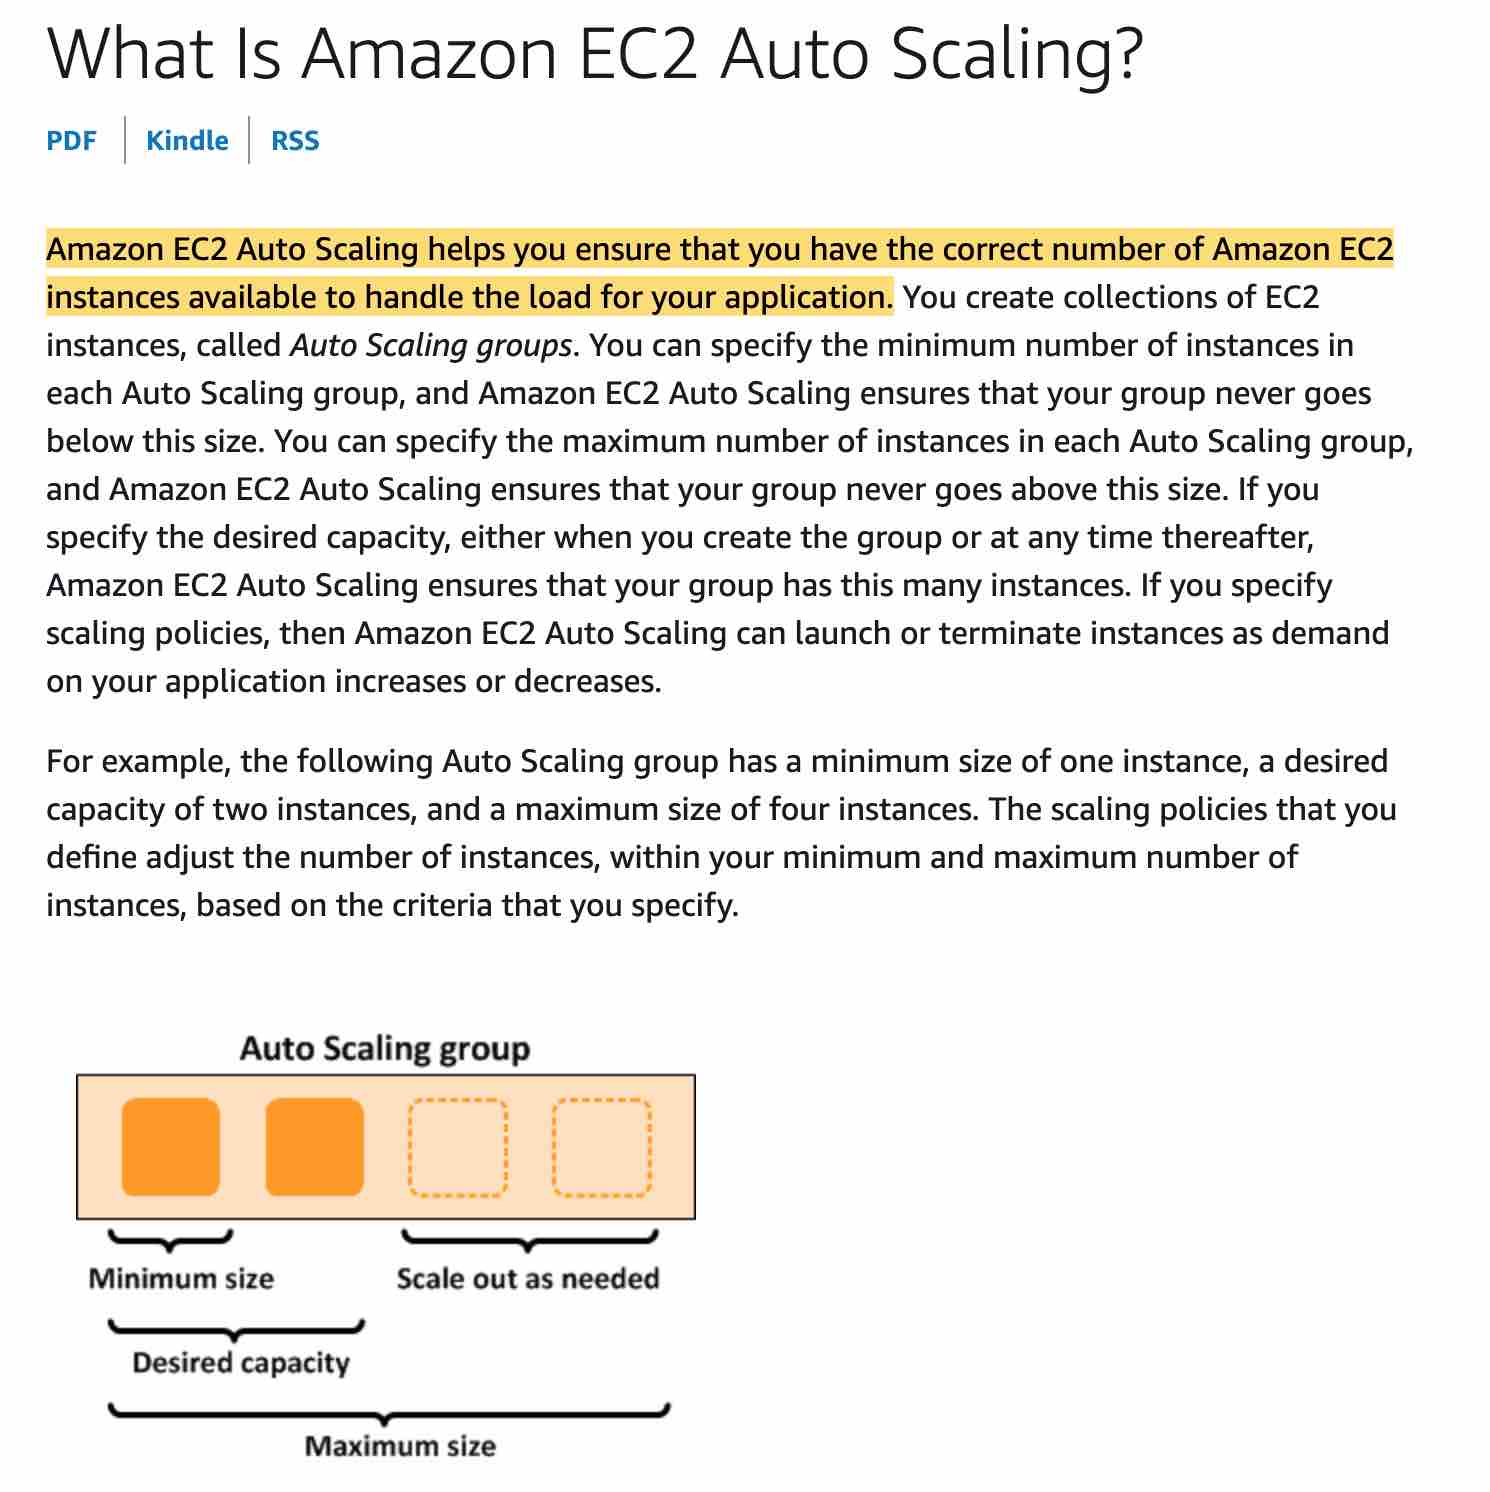 What Is Amazon EC2 Auto Scaling?
PDF
Kindle
RSS
Amazon EC2 Auto Scaling helps you ensure that you have the correct number of Amazon EC2
instances available to handle the load for your application. You create collections of EC2
instances, called Auto Scaling groups. You can specify the minimum number of instances in
each Auto Scaling group, and Amazon EC2 Auto Scaling ensures that your group never goes
below this size. You can specify the maximum number of instances in each Auto Scaling group,
and Amazon EC2 Auto Scaling ensures that your group never goes above this size. If you
specify the desired capacity, either when you create the group or at any time thereafter,
Amazon EC2 Auto Scaling ensures that your group has this many instances. If you specify
scaling policies, then Amazon EC2 Auto Scaling can launch or terminate instances as demand
on your application increases or decreases.
For example, the following Auto Scaling group has a minimum size of one instance, a desired
capacity of two instances, and a maximum size of four instances. The scaling policies that you
define adjust the number of instances, within your minimum and maximum number of
instances, based on the criteria that you specify.
Auto Scaling group
Minimum size
Scale out as needed
Desired capacity
Maximum size